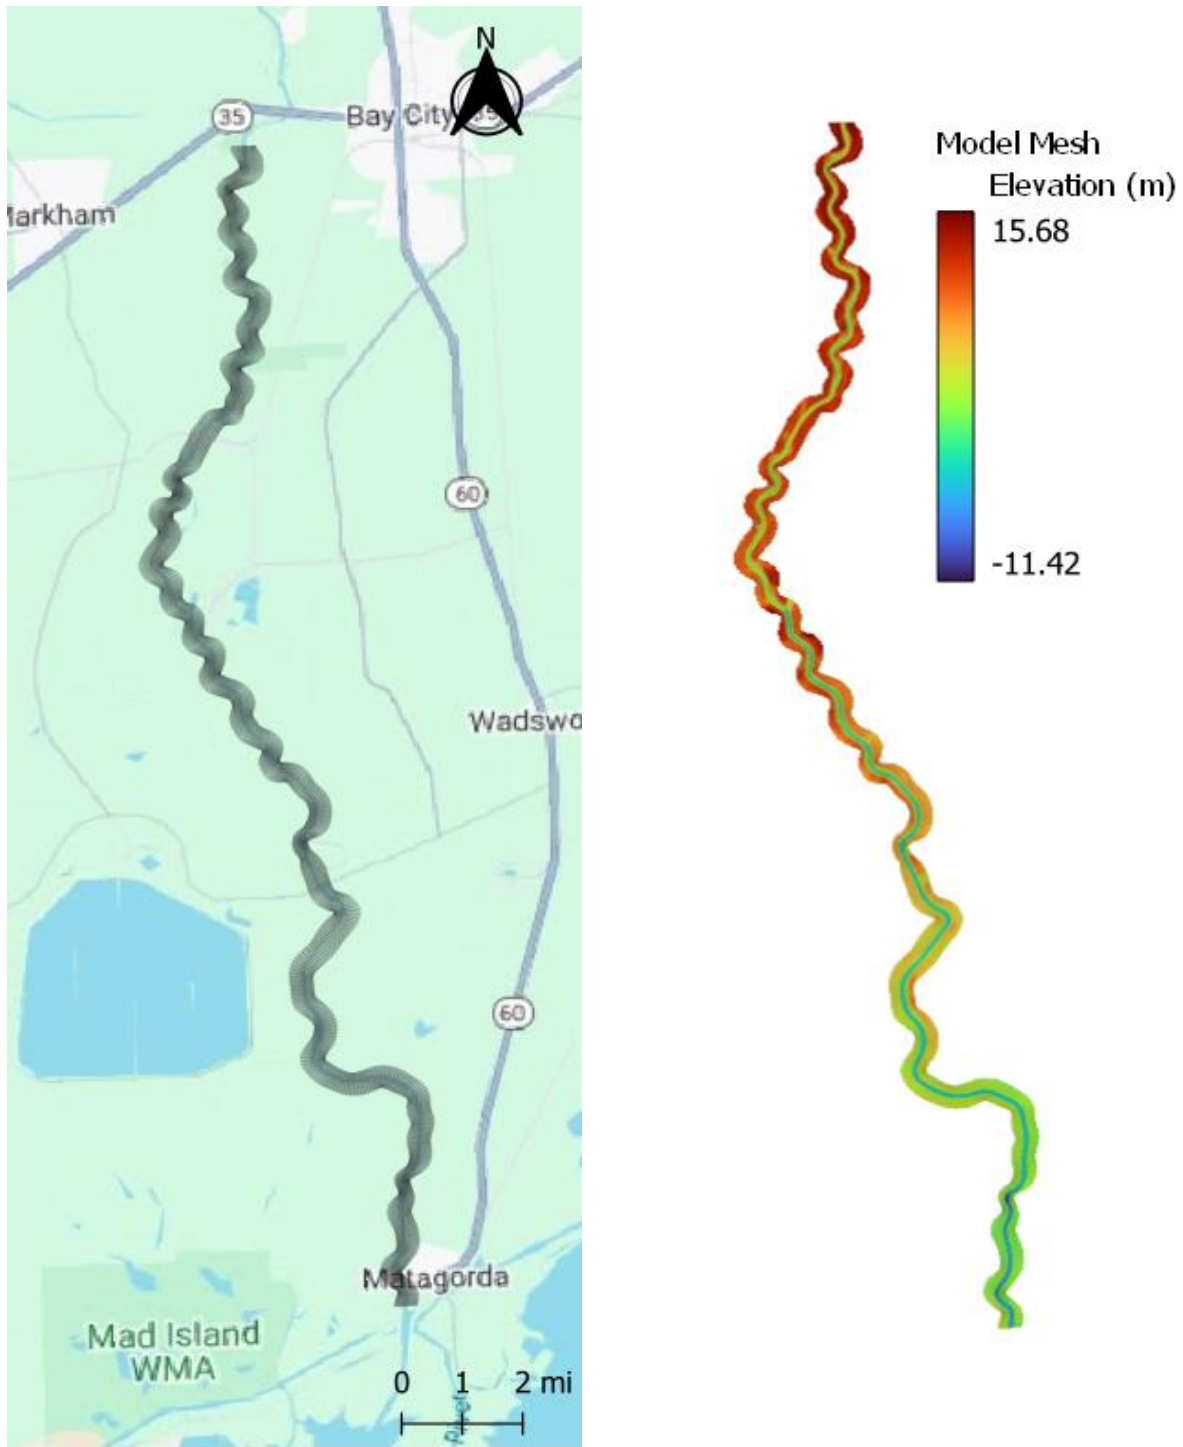 N
35
Bay City
Markham
60
Wadswo
60
Matagorda
Mad Island
WMA
0 1 2 mi
Model Mesh
Elevation (m)
15.68
-11.42